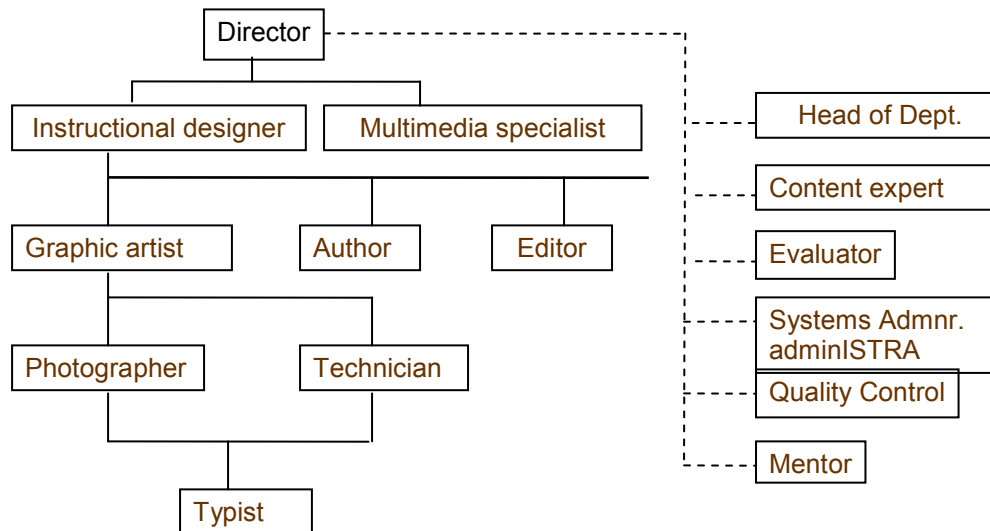 Director
Instructional designer
Multimedia specialist
Head of Dept.
Content expert
Graphic artist
Author
Editor
Evaluator
Systems Admnr.
adminISTRA
Photographer
Technician
Quality Control
Mentor
Typist